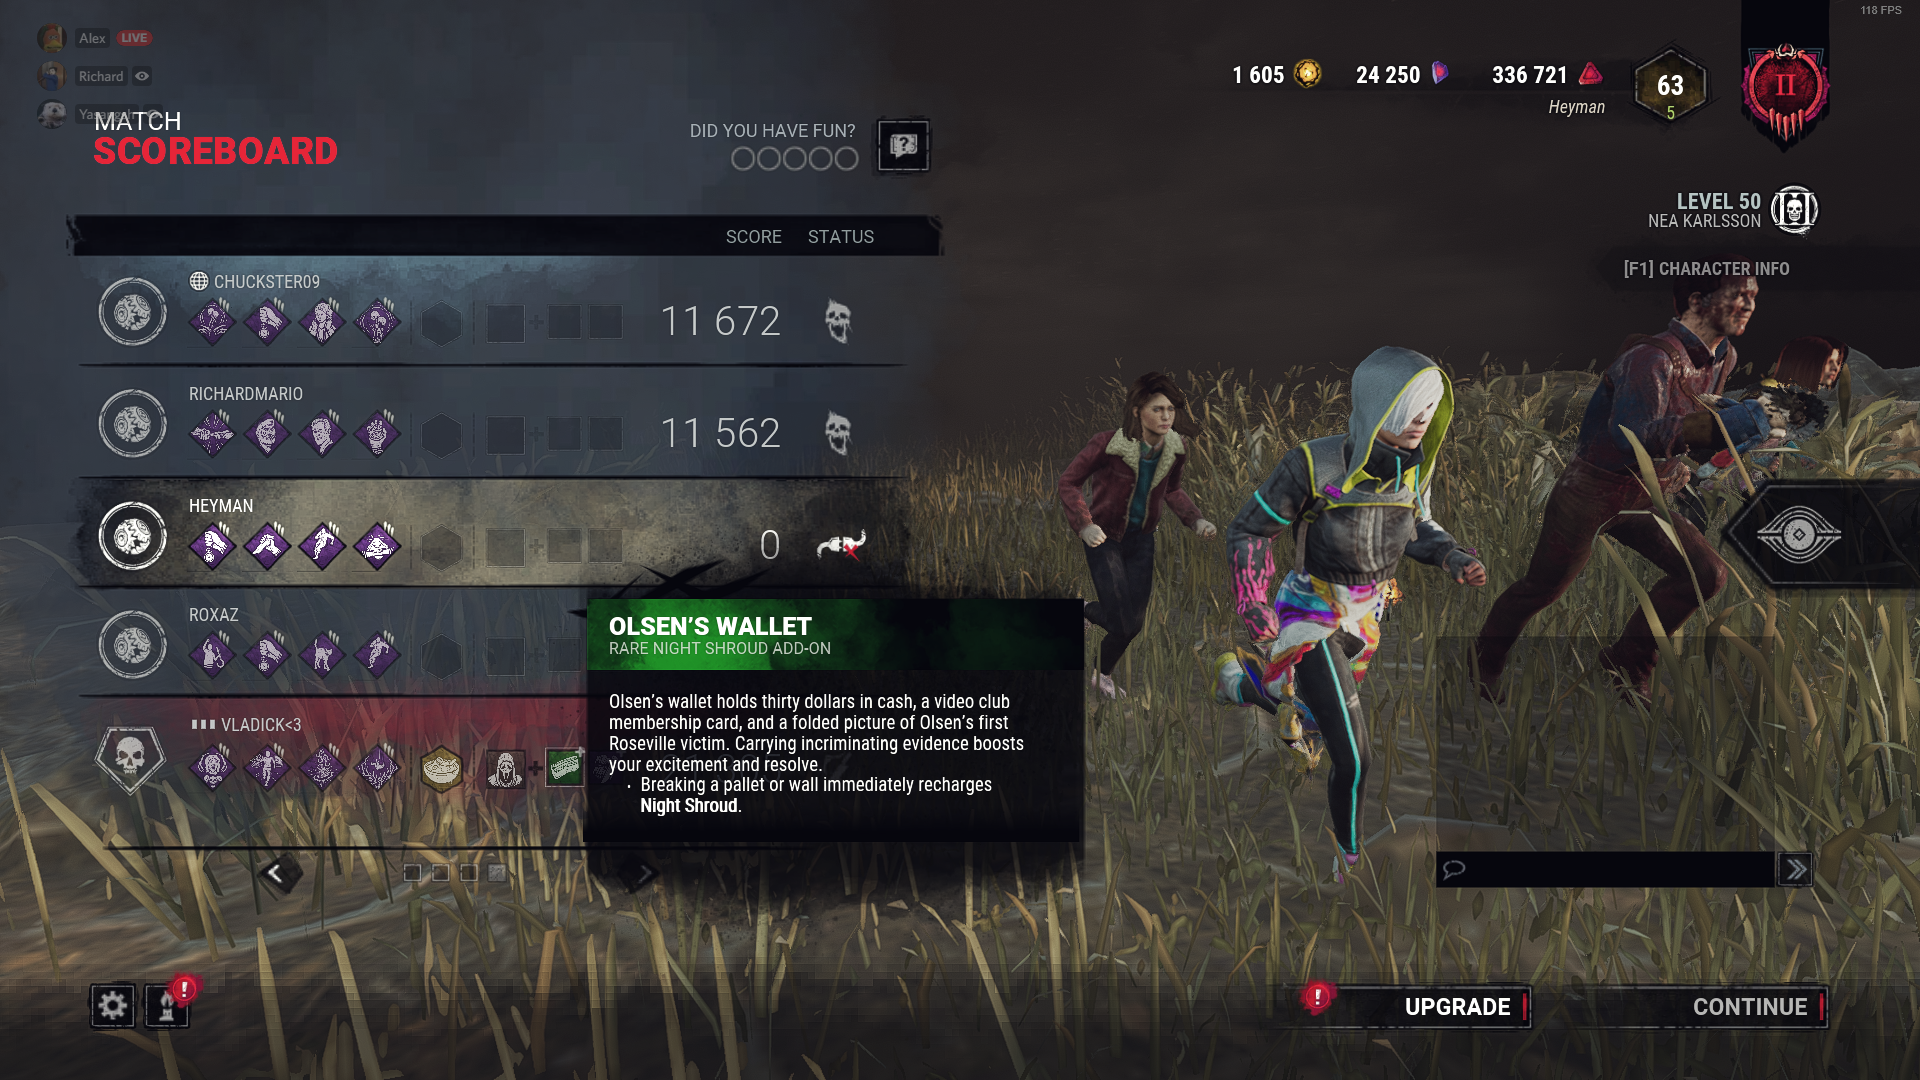 118 FPS
Alex LIVE
Richard
MATCH
SCOREBOARD
DID YOU HAVE FUN?
1 605
24 250
336 721
Heyman
63
5
II
LEVEL 50
NEA KARLSSON
[F1] CHARACTER INFO
SCORE STATUS
CHUCKSTER09
11 672
RICHARDMARIO
11 562
HEYMAN
0
ROXAZ
VLADICK<3
OLSEN'S WALLET
RARE NIGHT SHROUD ADD-ON
Olsen's wallet holds thirty dollars in cash, a video club
membership card, and a folded picture of Olsen's first
Roseville victim. Carrying incriminating evidence boosts
your excitement and resolve.
· Breaking a pallet or wall immediately recharges
Night Shroud.
UPGRADE
CONTINUE